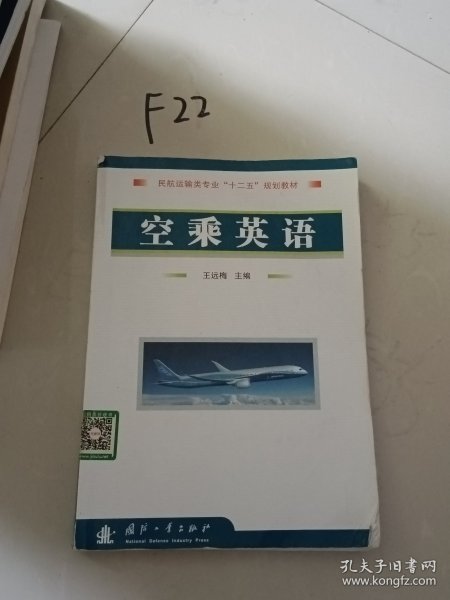 F22
民航运输类专业“十二五”规划教材
空乘英语
王远梅 主编
国防工业出版社
National Defense Industry Press
孔夫子旧书网
www.kongfz.com